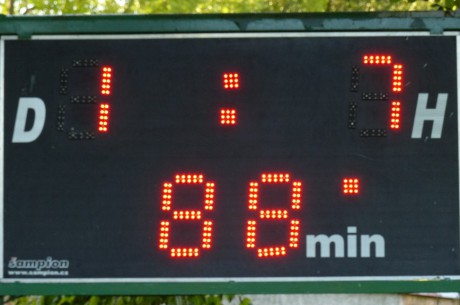 D 1 : 7 H
88 min
šampion
www.sampion.cz